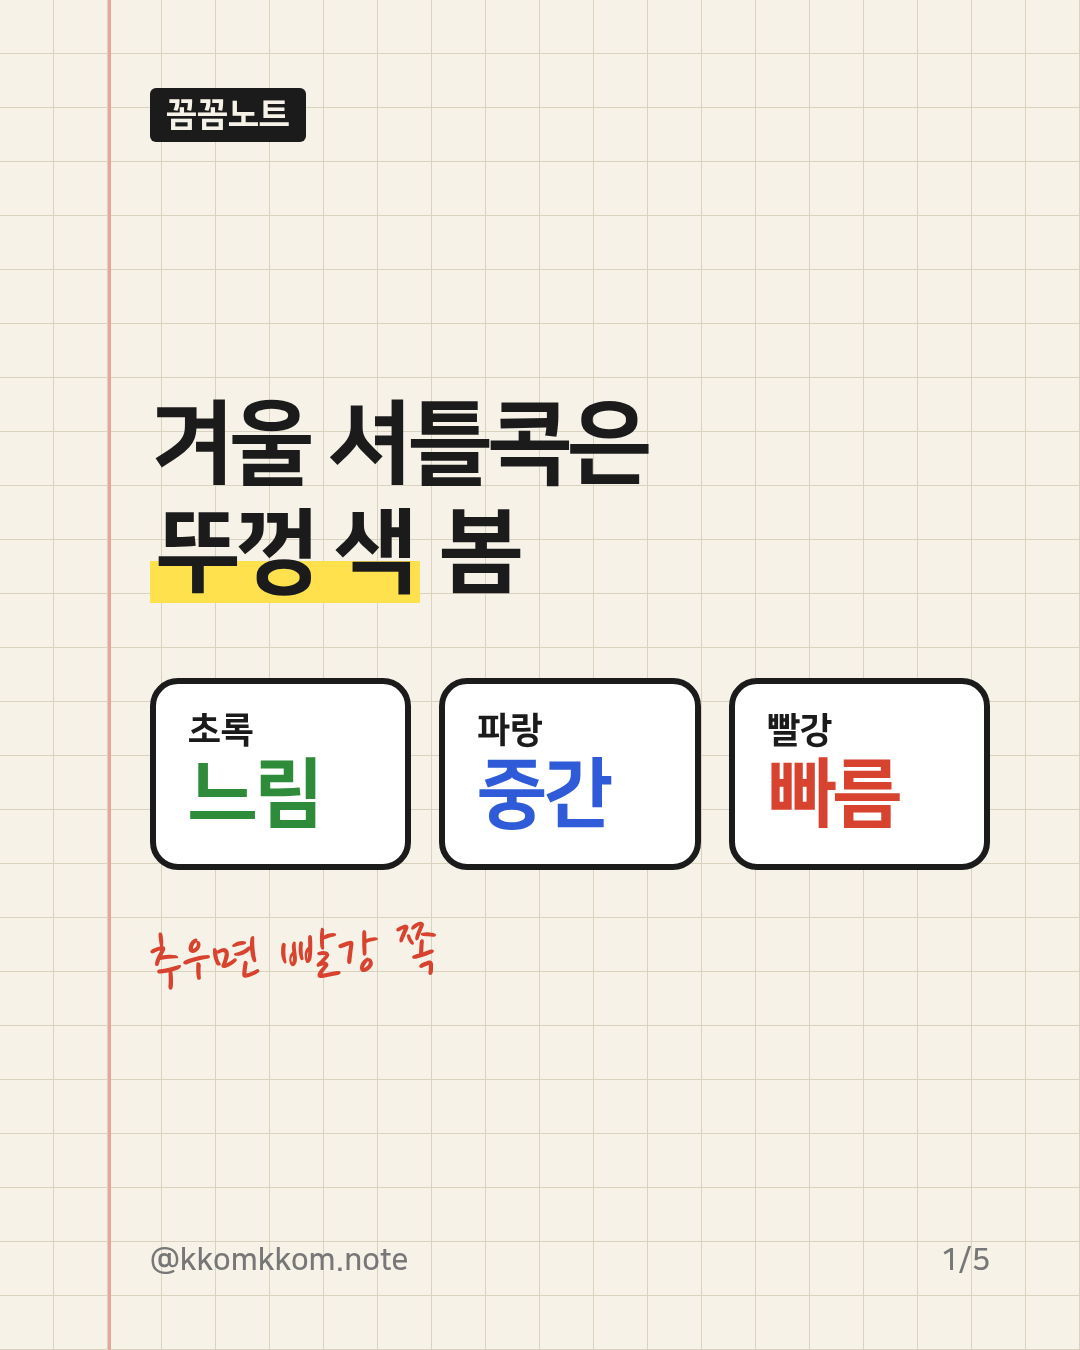 꼼꼼노트
겨울 셔틀콕은
뚜껑 색 봄
초록
느림
파랑
중간
빨강
빠름
추우면 빨강 쪽
@kkomkkom.note
1/5